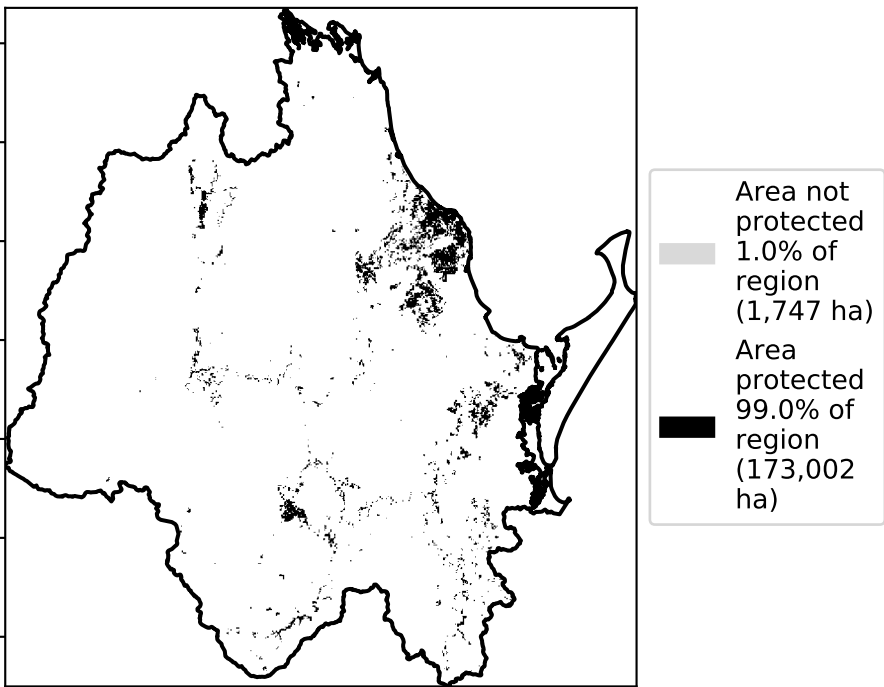 Area not
protected
1.0% of
region
(1,747 ha)
Area
protected
99.0% of
region
(173,002
ha)